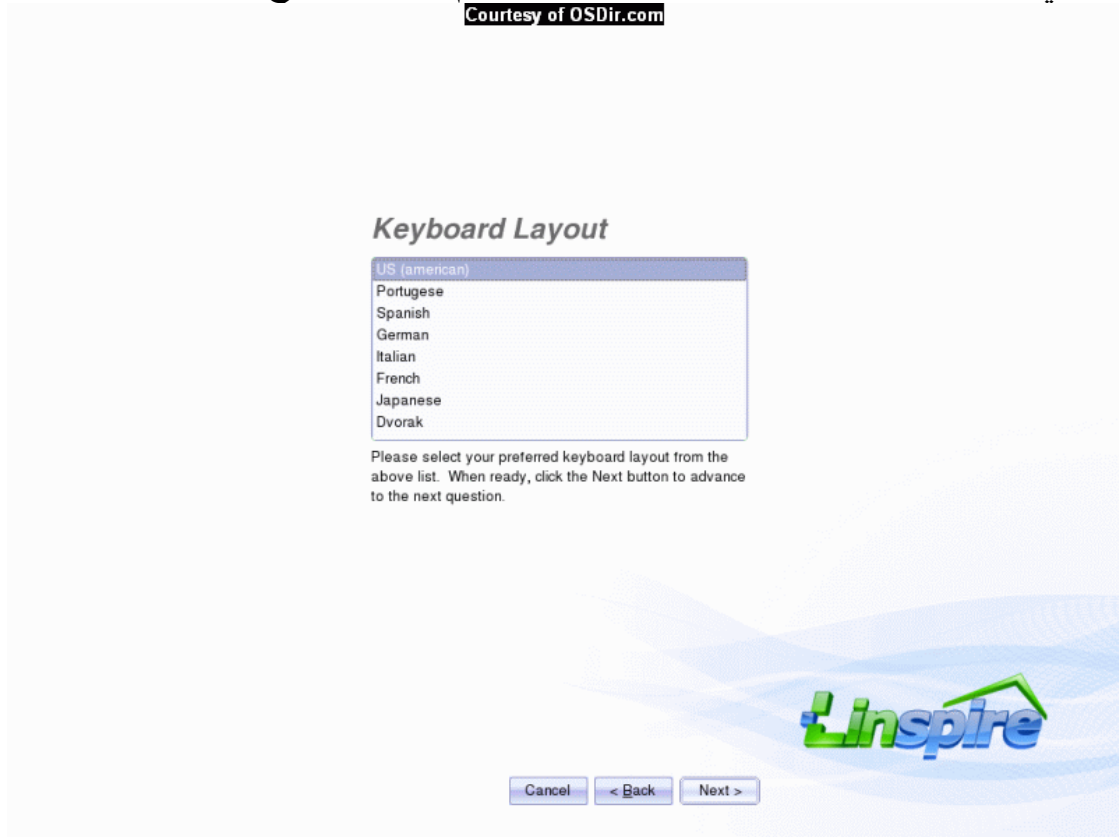 Courtesy of OSDir.com
Keyboard Layout
US (american)
Portugese
Spanish
German
Italian
French
Japanese
Dvorak
Please select your preferred keyboard layout from the
above list. When ready, click the Next button to advance
to the next question.
Linspire
Cancel
< Back
Next >